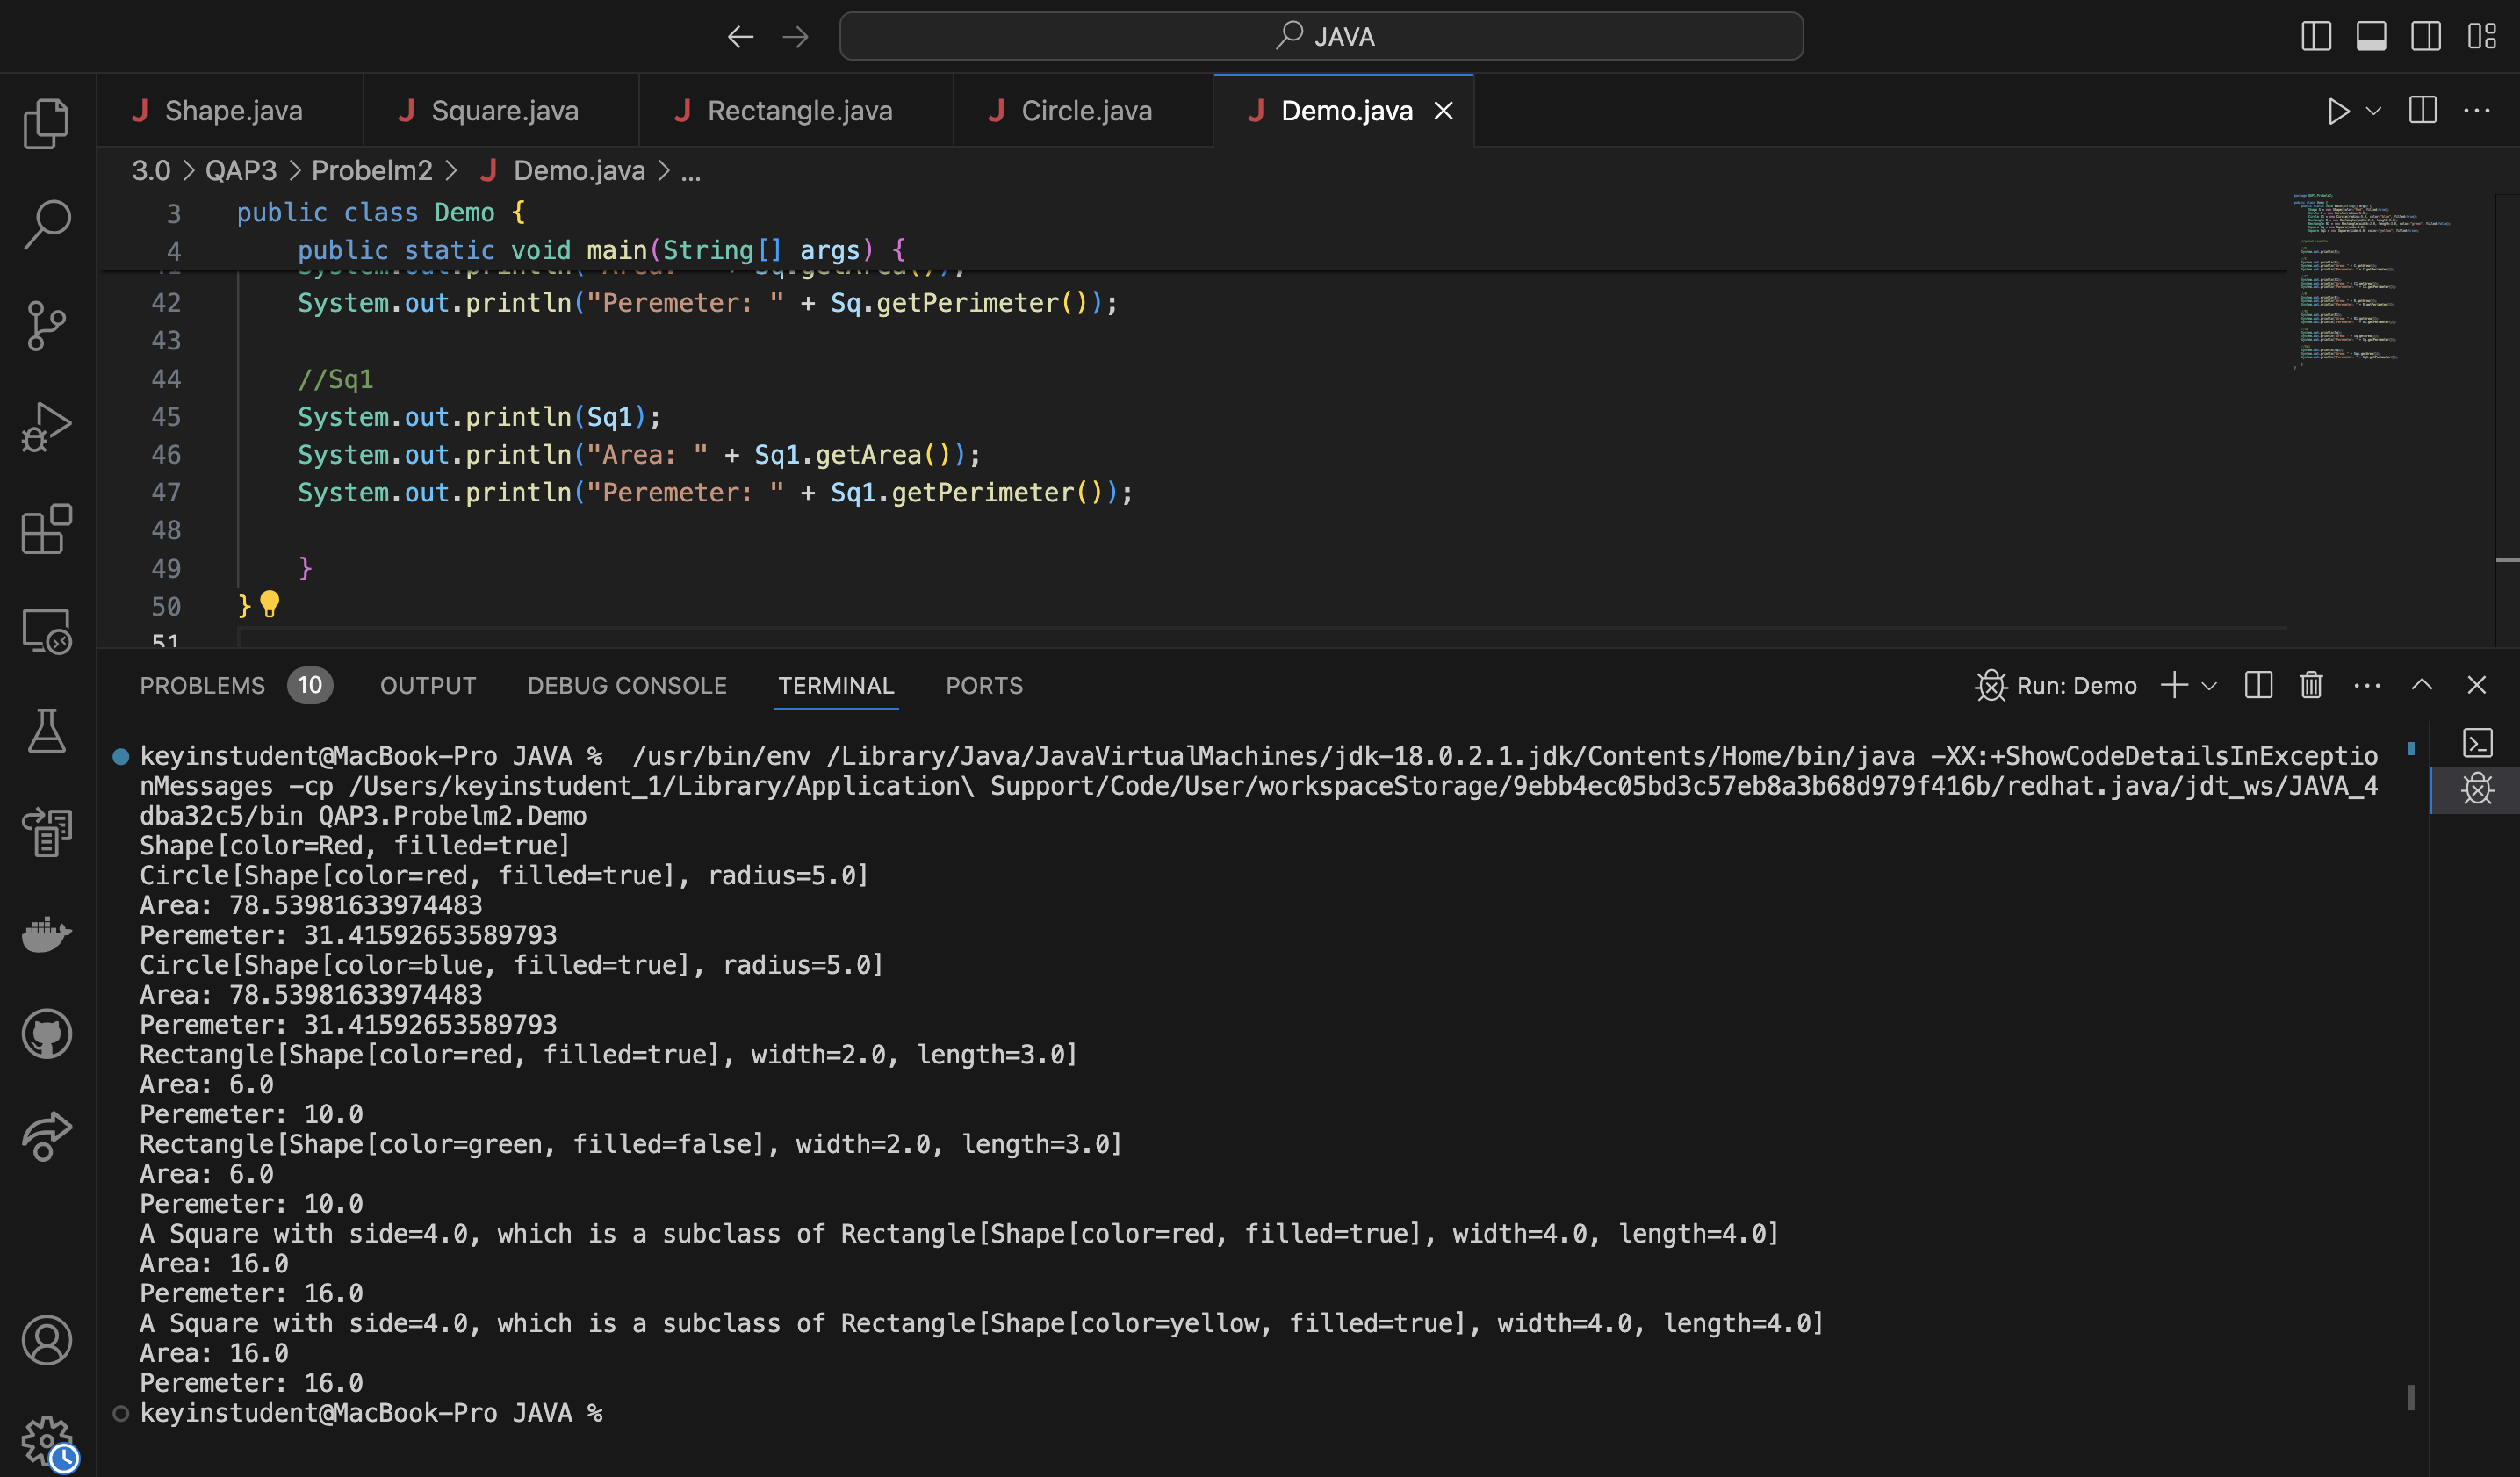 JAVA
Shape.java
Square.java
Rectangle.java
Circle.java
Demo.java
3.0 > QAP3 > Probelm2 > Demo.java > ...
3 public class Demo {
4 public static void main(String[] args) {
42 System.out.println("Peremeter: " + Sq.getPerimeter());
43
44 //Sq1
45 System.out.println(Sq1);
46 System.out.println("Area: " + Sq1.getArea());
47 System.out.println("Peremeter: " + Sq1.getPerimeter());
48
49 }
50 }
51
PROBLEMS 10 OUTPUT DEBUG CONSOLE TERMINAL PORTS
Run: Demo
keyinstudent@MacBook-Pro JAVA % /usr/bin/env /Library/Java/JavaVirtualMachines/jdk-18.0.2.1.jdk/Contents/Home/bin/java -XX:+ShowCodeDetailsInExceptio
nMessages -cp /Users/keyinstudent_1/Library/Application\ Support/Code/User/workspaceStorage/9ebb4ec05bd3c57eb8a3b68d979f416b/redhat.java/jdt_ws/JAVA_4
dba32c5/bin QAP3.Probelm2.Demo
Shape[color=Red, filled=true]
Circle[Shape[color=red, filled=true], radius=5.0]
Area: 78.53981633974483
Peremeter: 31.41592653589793
Circle[Shape[color=blue, filled=true], radius=5.0]
Area: 78.53981633974483
Peremeter: 31.41592653589793
Rectangle[Shape[color=red, filled=true], width=2.0, length=3.0]
Area: 6.0
Peremeter: 10.0
Rectangle[Shape[color=green, filled=false], width=2.0, length=3.0]
Area: 6.0
Peremeter: 10.0
A Square with side=4.0, which is a subclass of Rectangle[Shape[color=red, filled=true], width=4.0, length=4.0]
Area: 16.0
Peremeter: 16.0
A Square with side=4.0, which is a subclass of Rectangle[Shape[color=yellow, filled=true], width=4.0, length=4.0]
Area: 16.0
Peremeter: 16.0
keyinstudent@MacBook-Pro JAVA %